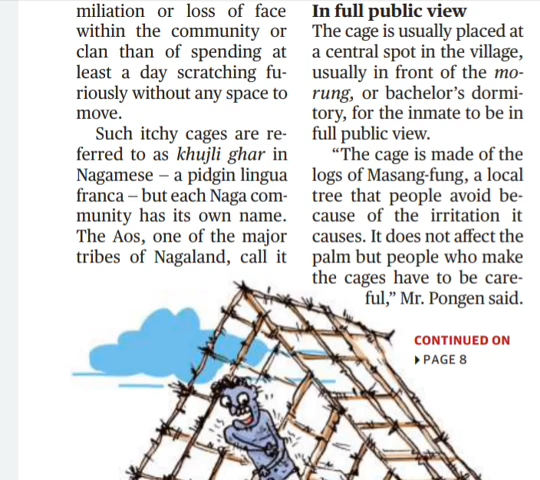 miliation or loss of face
within the community or
clan than of spending at
least a day scratching fu-
riously without any space to
move.
Such itchy cages are re-
ferred to as khujli ghar in
Nagamese – a pidgin lingua
franca – but each Naga com-
munity has its own name.
The Aos, one of the major
tribes of Nagaland, call it
In full public view
The cage is usually placed at
a central spot in the village,
usually in front of the mo-
rung, or bachelor's dormi-
tory, for the inmate to be in
full public view.
“The cage is made of the
logs of Masang-fung, a local
tree that people avoid be-
cause of the irritation it
causes. It does not affect the
palm but people who make
the cages have to be care-
ful,” Mr. Pongen said.
CONTINUED ON
PAGE 8